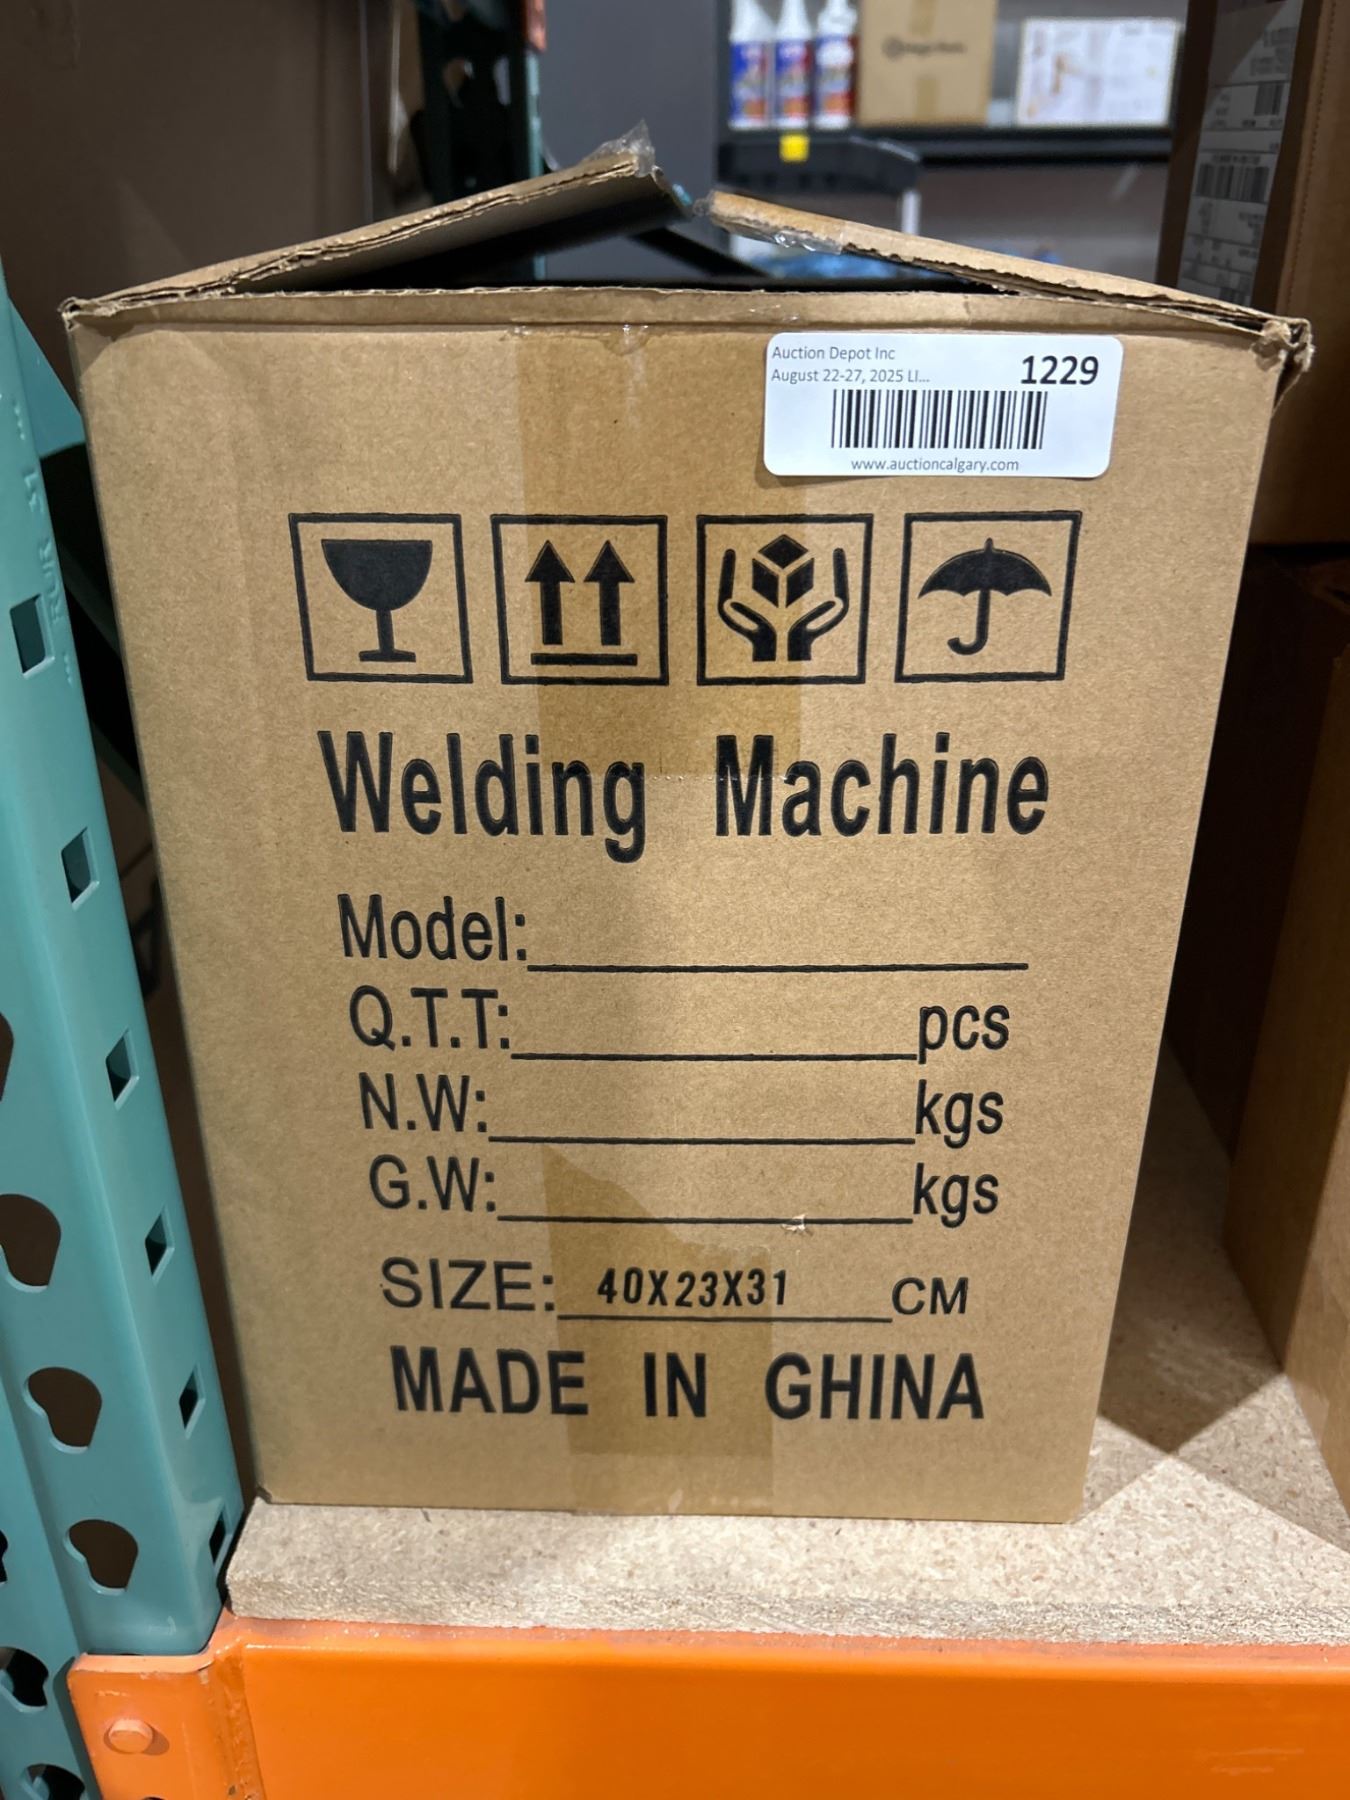 Auction Depot Inc
1229
August 22-27, 2025 LI...
www.auctioncalgary.com
Welding Machine
Model:
Q.T.T: pcs
N.W: kgs
G.W: kgs
SIZE: 40X23X31 CM
MADE IN GHINA